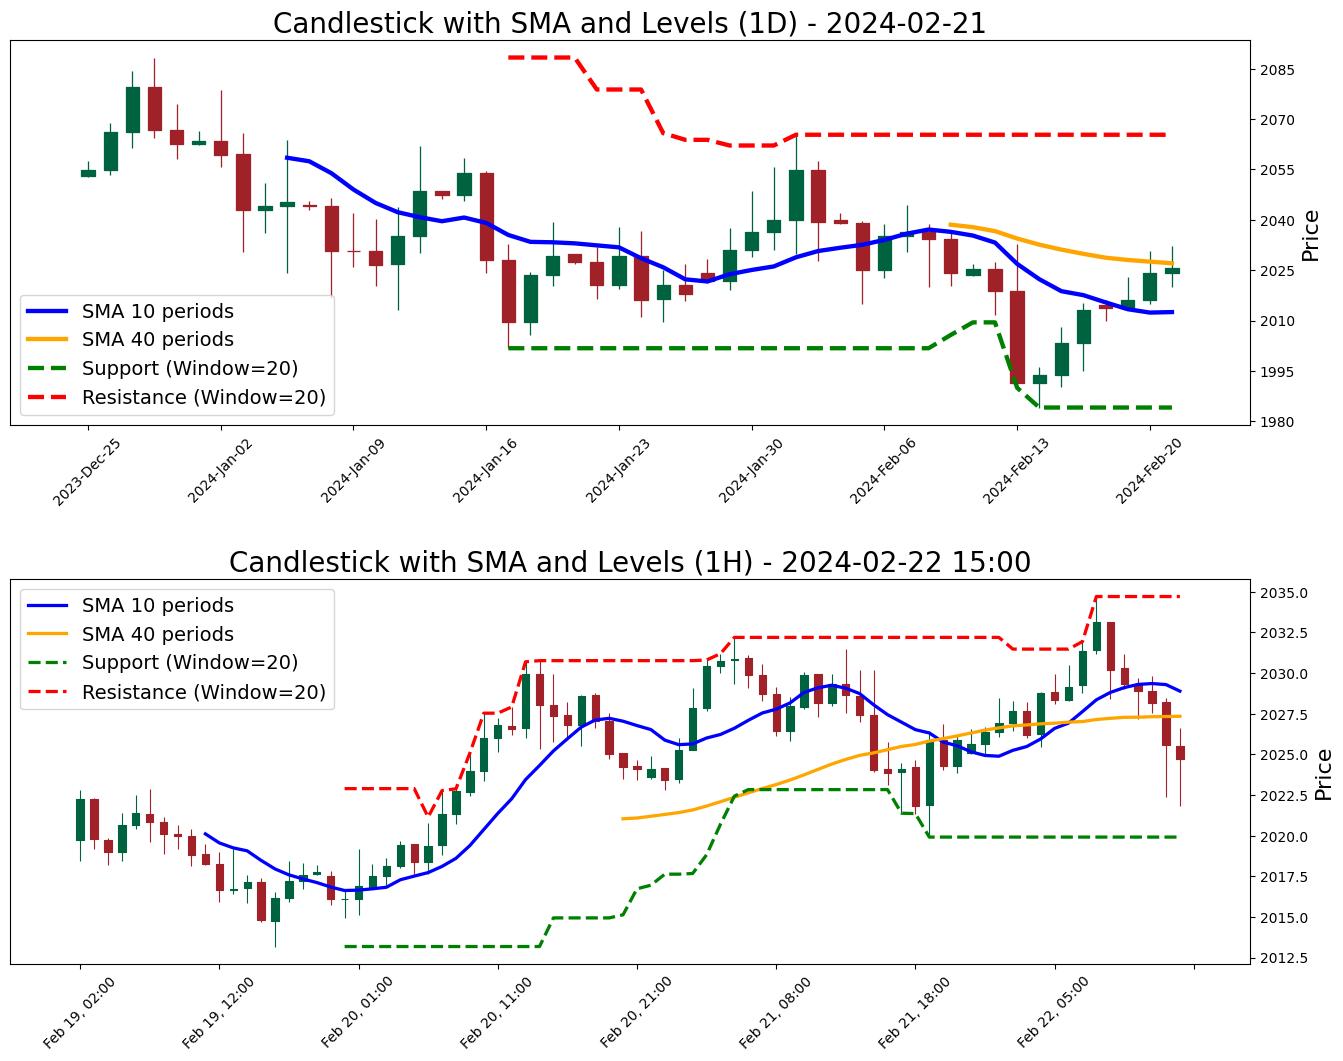 Candlestick with SMA and Levels (1D) - 2024-02-21
2085
2070
2055
2040
2025
2010
1995
1980
Price
SMA 10 periods
SMA 40 periods
Support (Window=20)
Resistance (Window=20)
2023-Dec-25
2024-Jan-02
2024-Jan-09
2024-Jan-16
2024-Jan-23
2024-Jan-30
2024-Feb-06
2024-Feb-13
2024-Feb-20
Candlestick with SMA and Levels (1H) - 2024-02-22 15:00
SMA 10 periods
SMA 40 periods
Support (Window=20)
Resistance (Window=20)
2035.0
2032.5
2030.0
2027.5
2025.0
2022.5
2020.0
2017.5
2015.0
2012.5
Price
Feb 19, 02:00
Feb 19, 12:00
Feb 20, 01:00
Feb 20, 11:00
Feb 20, 21:00
Feb 21, 08:00
Feb 21, 18:00
Feb 22, 05:00